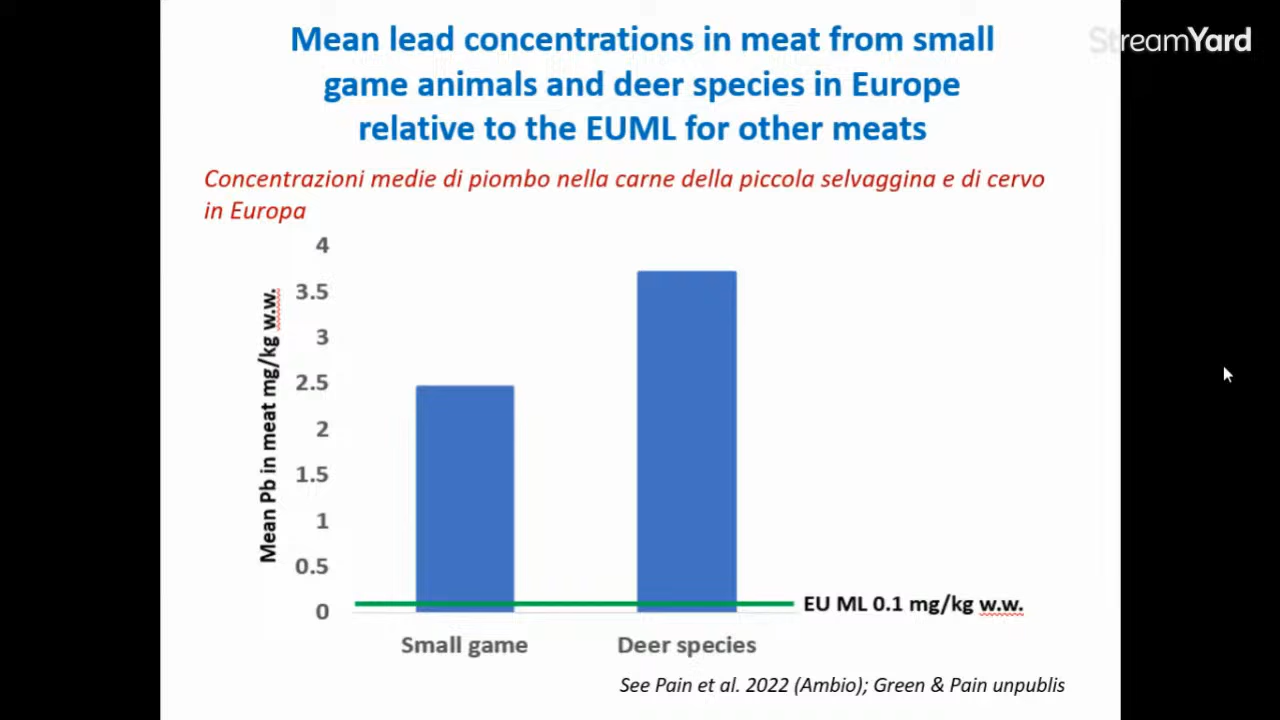 Mean lead concentrations in meat from small
game animals and deer species in Europe
relative to the EUML for other meats
StreamYard
Concentrazioni medie di piombo nella carne della piccola selvaggina e di cervo
in Europa
Mean Pb in meat mg/kg w.w.
4
3.5
3
2.5
2
1.5
1
0.5
0
EU ML 0.1 mg/kg w.w.
Small game
Deer species
See Pain et al. 2022 (Ambio); Green & Pain unpublis